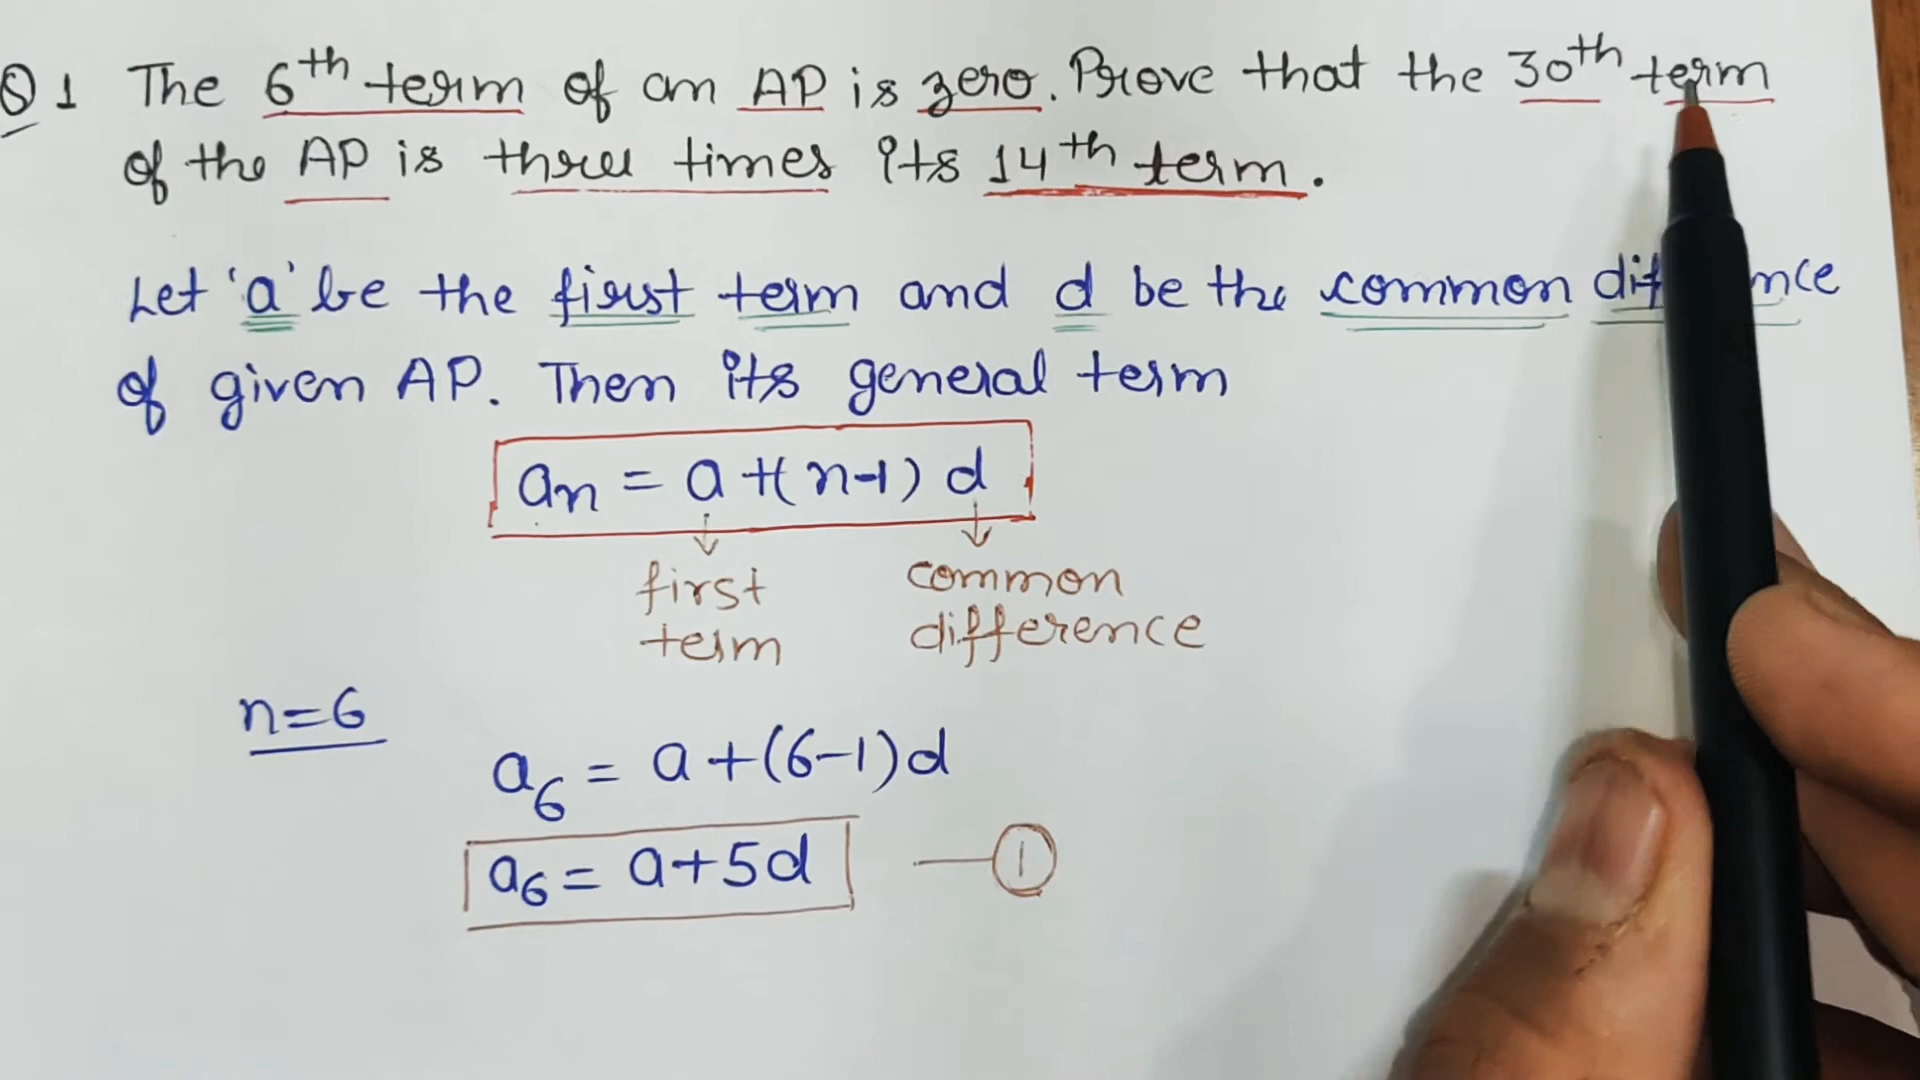 Q1 The 6th term of an AP is zero. Prove that the 30th term
of the AP is three times its 14th term.
Let 'a' be the first term and d be the common
of given AP. Then its general term
an = a+(n-1) d
first common
term difference
n=6
a6 = a+(6-1)d
a6 = a+5d — 1